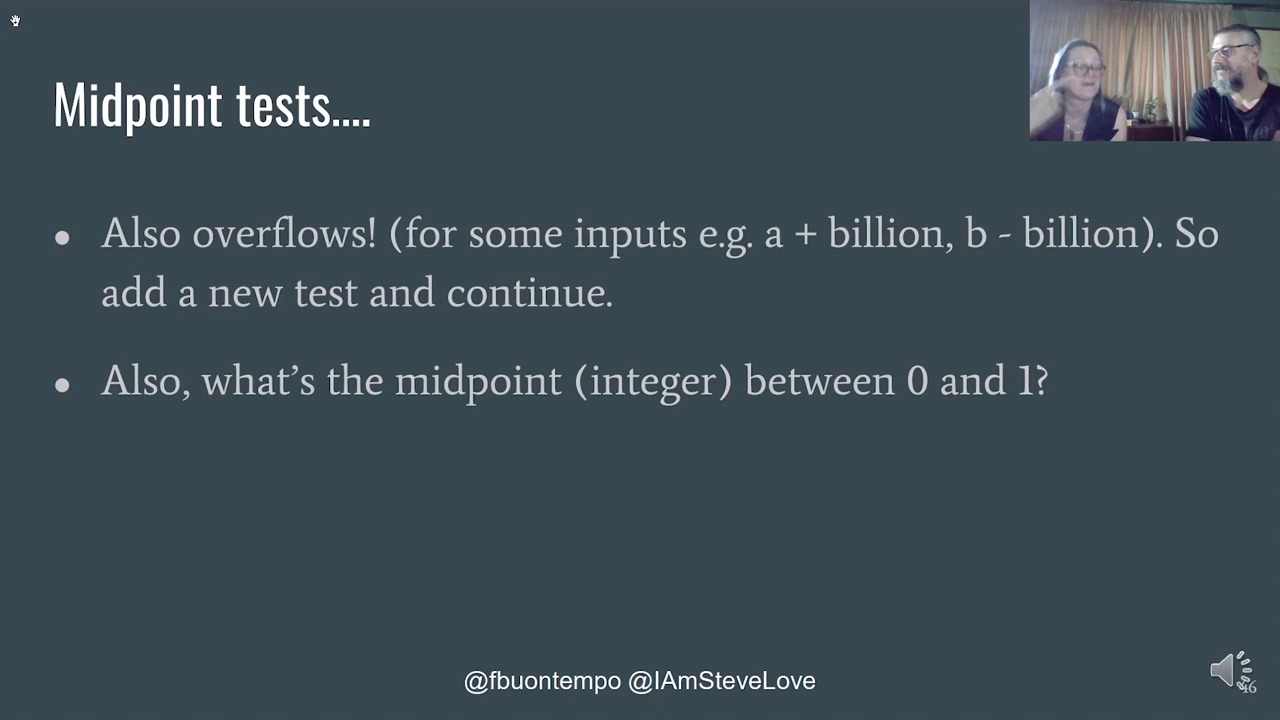 Midpoint tests....
• Also overflows! (for some inputs e.g. a + billion, b - billion). So
add a new test and continue.
• Also, what's the midpoint (integer) between 0 and 1?
@fbuontempo @IAmSteveLove
46